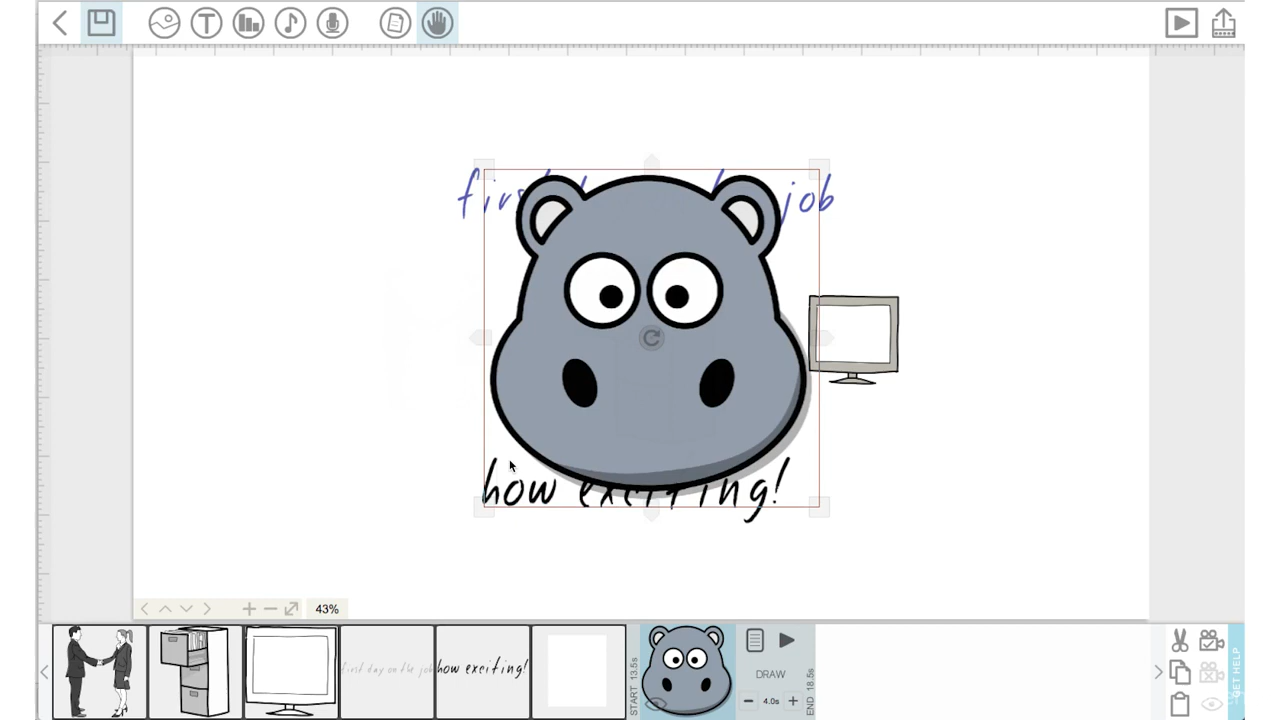 job
how exciting!
43%
first day on the job
how exciting!
START 13.5s
DRAW
4.0s
END 18.5s
GET HELP